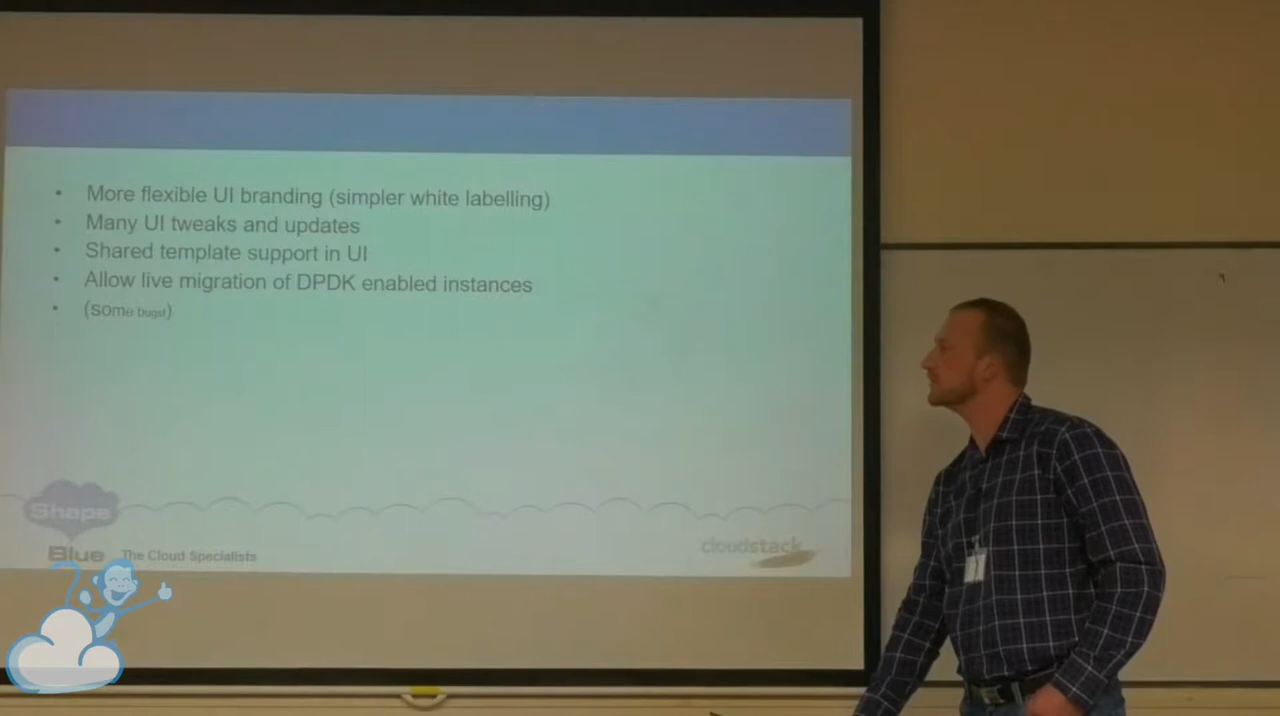 • More flexible UI branding (simpler white labelling)
• Many UI tweaks and updates
• Shared template support in UI
• Allow live migration of DPDK enabled instances
• (some bugs!)
Shape
Blue The Cloud Specialists
cloudstack